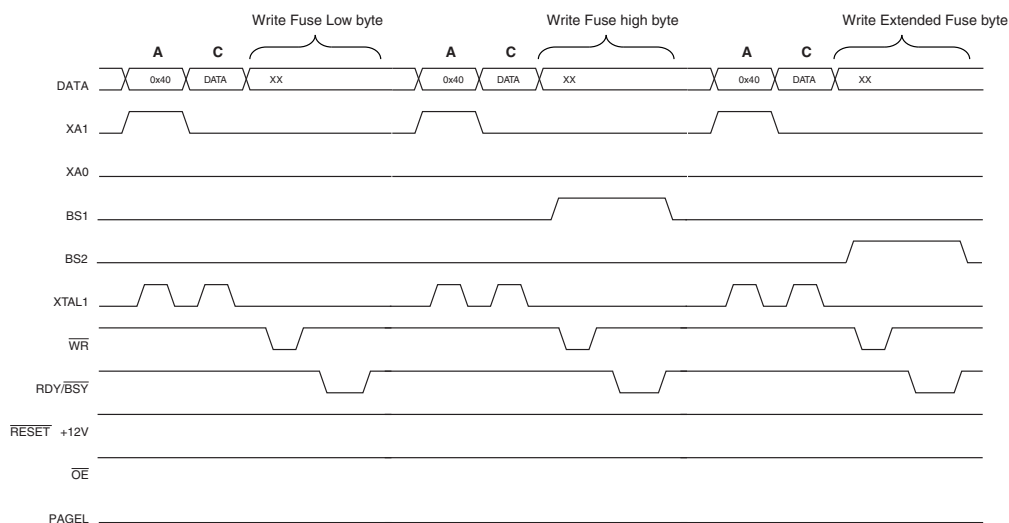 Write Fuse Low byte Write Fuse high byte Write Extended Fuse byte
A C A C A C
DATA 0x40 DATA XX 0x40 DATA XX 0x40 DATA XX
XA1
XA0
BS1
BS2
XTAL1
WR
RDY/BSY
RESET +12V
OE
PAGEL